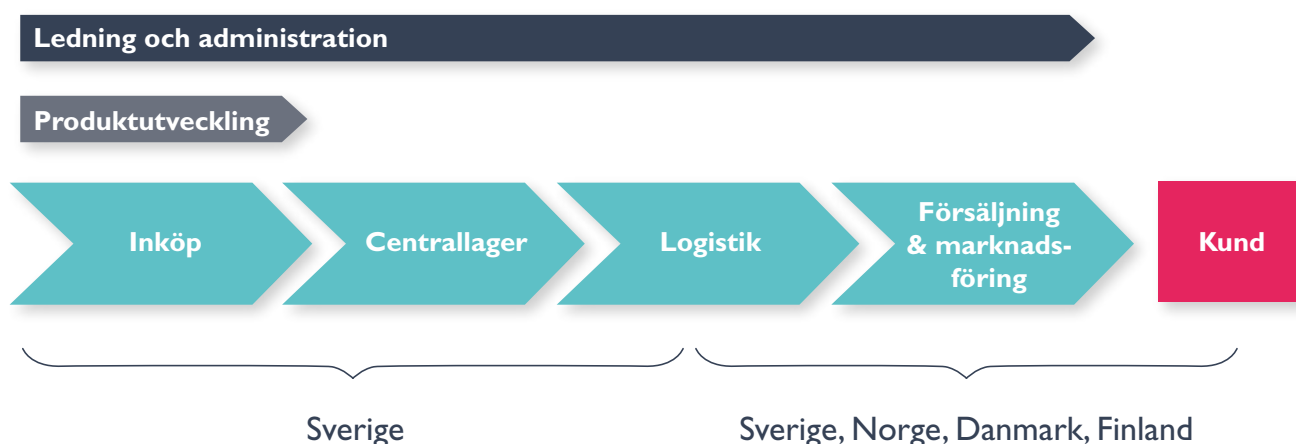 Ledning och administration
Produktutveckling
Inköp
Centrallager
Logistik
Försäljning
& marknads-
föring
Kund
Sverige
Sverige, Norge, Danmark, Finland